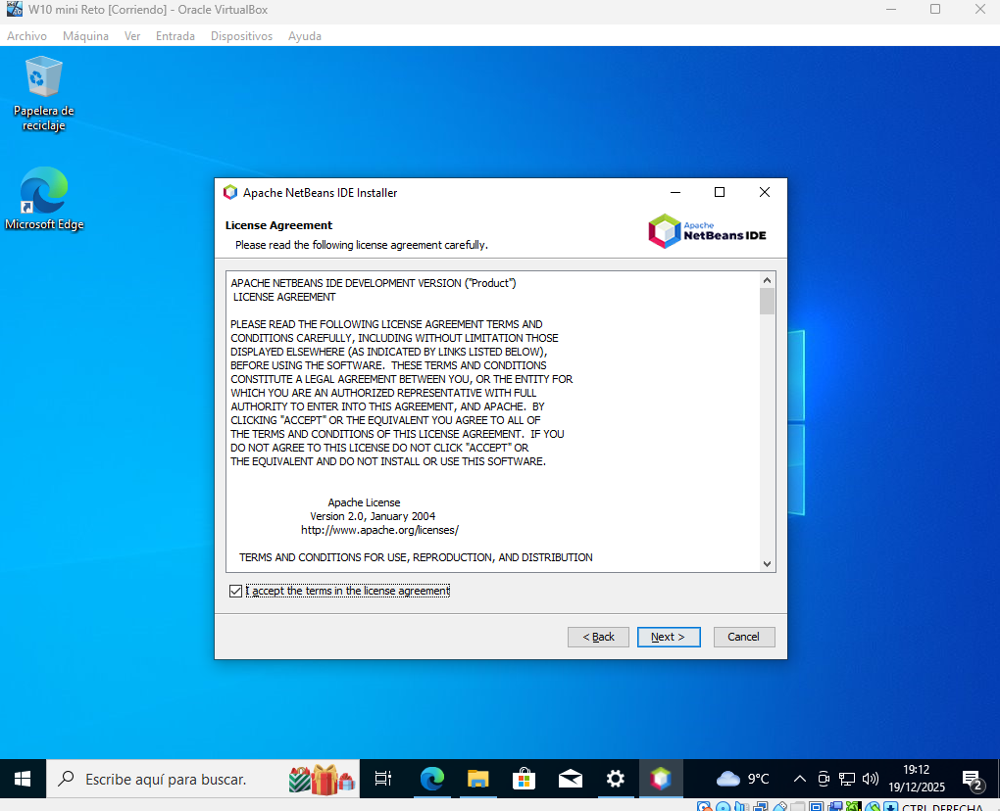 W10 mini Reto [Corriendo] - Oracle VirtualBox
Archivo Máquina Ver Entrada Dispositivos Ayuda
Papelera de
reciclaje
Microsoft Edge
Apache NetBeans IDE Installer
License Agreement
Please read the following license agreement carefully.
Apache
NetBeans IDE
APACHE NETBEANS IDE DEVELOPMENT VERSION ("Product")
LICENSE AGREEMENT
PLEASE READ THE FOLLOWING LICENSE AGREEMENT TERMS AND
CONDITIONS CAREFULLY, INCLUDING WITHOUT LIMITATION THOSE
DISPLAYED ELSEWHERE (AS INDICATED BY LINKS LISTED BELOW),
BEFORE USING THE SOFTWARE. THESE TERMS AND CONDITIONS
CONSTITUTE A LEGAL AGREEMENT BETWEEN YOU, OR THE ENTITY FOR
WHICH YOU ARE AN AUTHORIZED REPRESENTATIVE WITH FULL
AUTHORITY TO ENTER INTO THIS AGREEMENT, AND APACHE. BY
CLICKING "ACCEPT" OR THE EQUIVALENT YOU AGREE TO ALL OF
THE TERMS AND CONDITIONS OF THIS LICENSE AGREEMENT. IF YOU
DO NOT AGREE TO THIS LICENSE DO NOT CLICK "ACCEPT" OR
THE EQUIVALENT AND DO NOT INSTALL OR USE THIS SOFTWARE.
Apache License
Version 2.0, January 2004
http://www.apache.org/licenses/
TERMS AND CONDITIONS FOR USE, REPRODUCTION, AND DISTRIBUTION
I accept the terms in the license agreement
< Back Next > Cancel
Escribe aquí para buscar.
9°C
19:12
19/12/2025
2
CTRL DERECHA